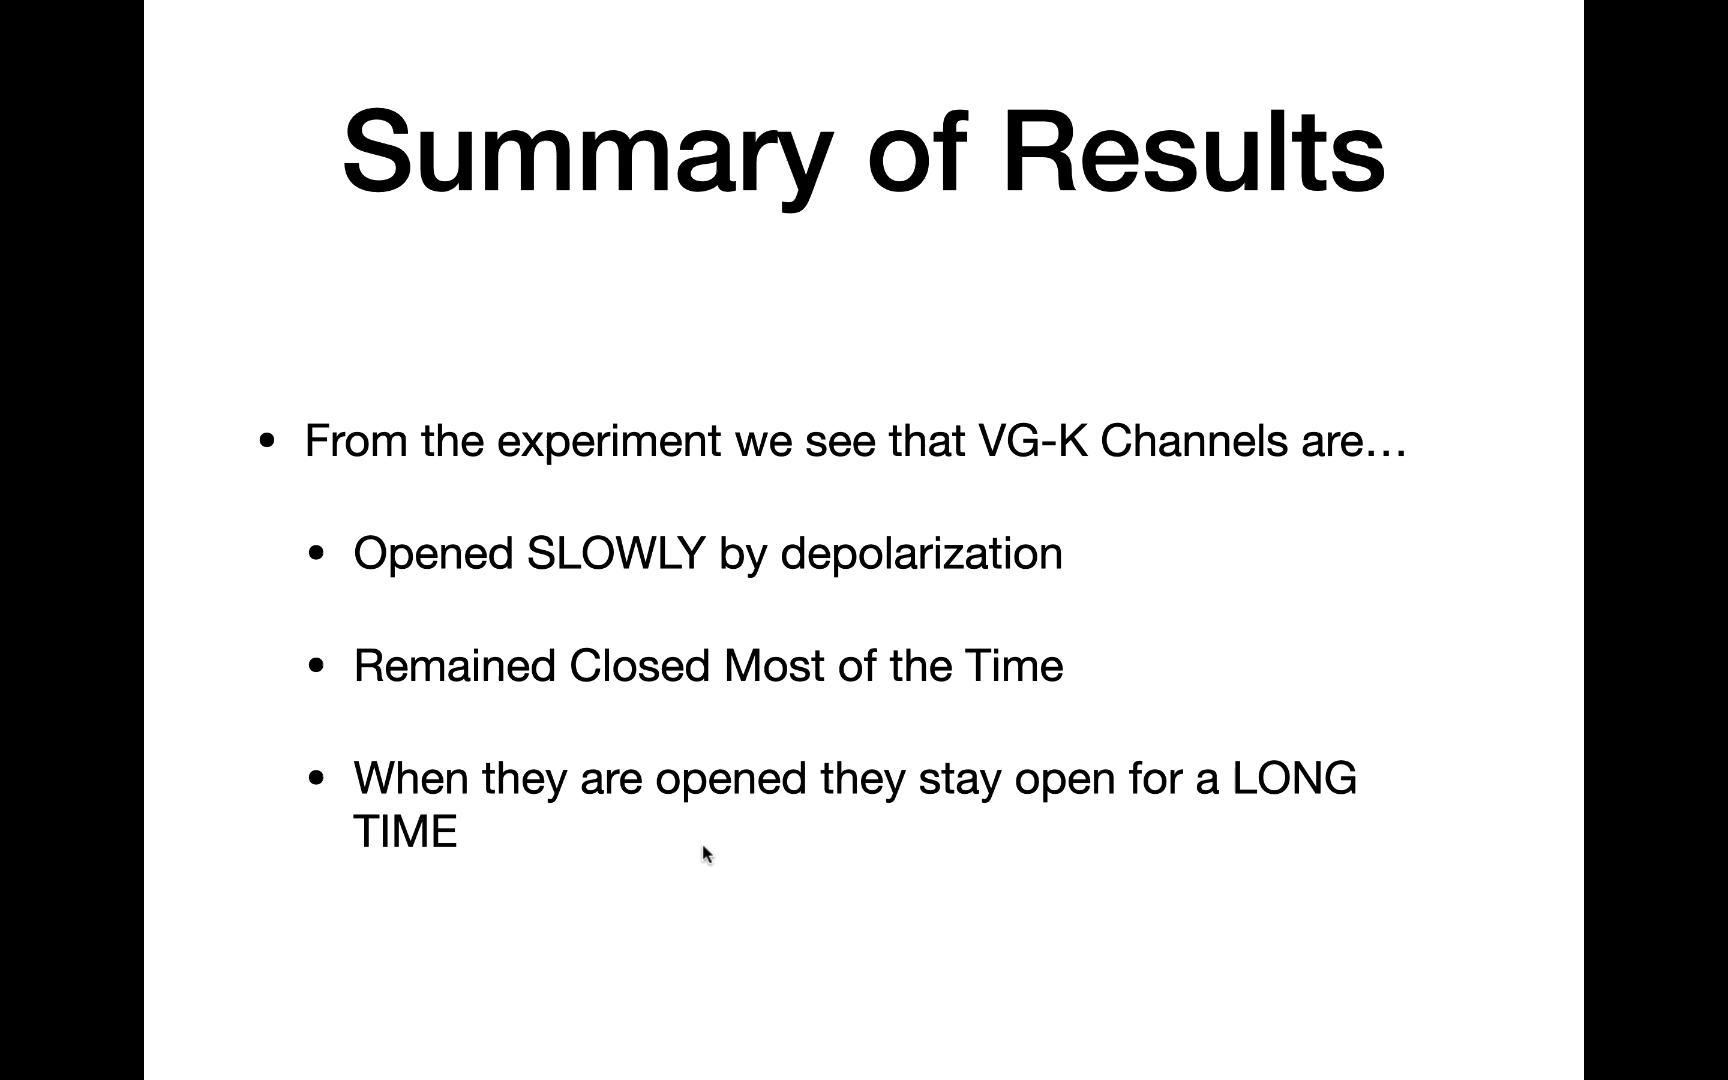 Summary of Results
• From the experiment we see that VG-K Channels are…
• Opened SLOWLY by depolarization
• Remained Closed Most of the Time
• When they are opened they stay open for a LONG
TIME